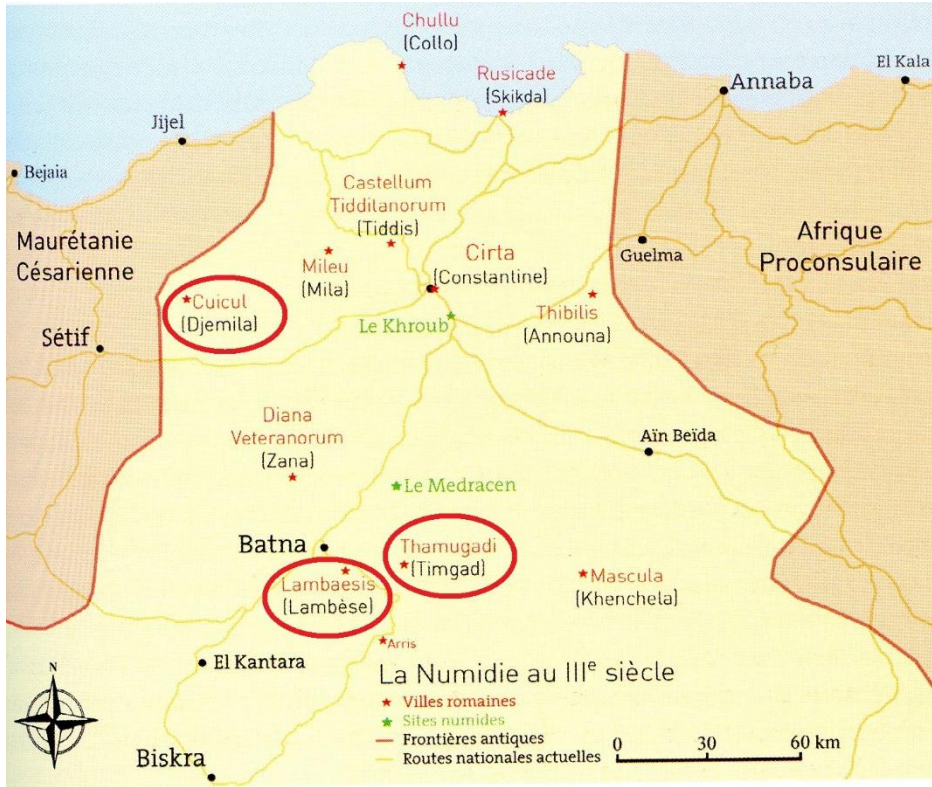 Chullu
(Collo)
Rusicade
(Skikda)
El Kala
Annaba
Jijel
Bejaia
Castellum
Tiddilanorum
(Tiddis)
Maurétanie
Césarienne
Mileu
(Mila)
Cirta
(Constantine)
Guelma
Afrique
Proconsulaire
Cuicul
(Djemila)
Thibilis
(Announa)
Le Khroub
Sétif
Diana
Veteranorum
(Zana)
Aïn Beïda
Le Medracen
Batna
Thamugadi
(Timgad)
Lambaesis
(Lambèse)
Mascula
(Khenchela)
Arris
El Kantara
N
La Numidie au IIIe siècle
Villes romaines
Sites numides
Frontières antiques
Routes nationales actuelles
0 30 60 km
Biskra